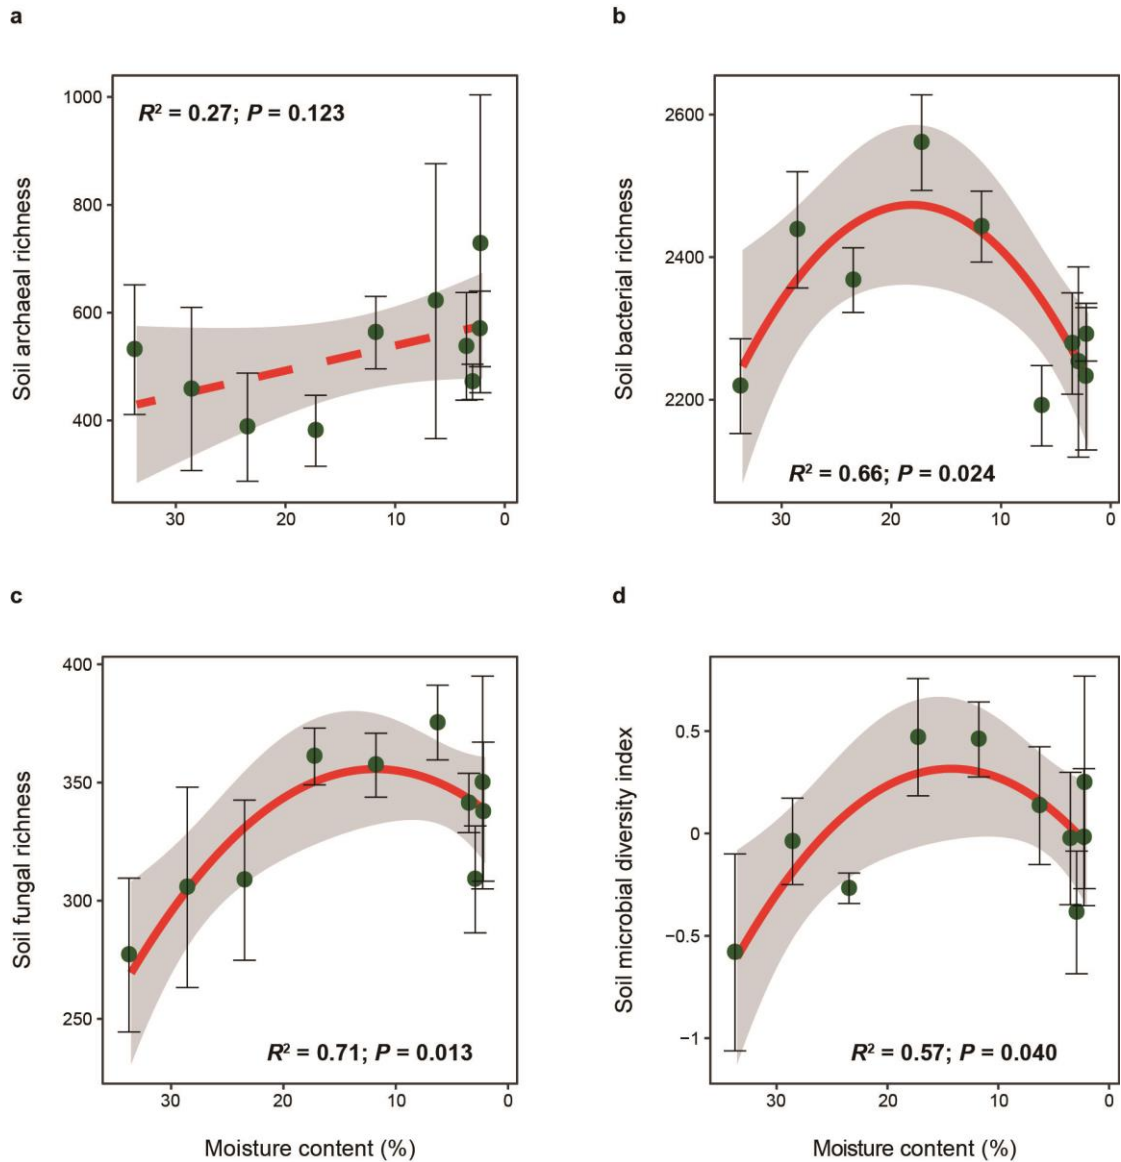 a
R² = 0.27; P = 0.123
Soil archaeal richness
1000
800
600
400
30 20 10 0
b
Soil bacterial richness
2600
2400
2200
R² = 0.66; P = 0.024
30 20 10 0
c
Soil fungal richness
400
350
300
250
R² = 0.71; P = 0.013
30 20 10 0
Moisture content (%)
d
Soil microbial diversity index
0.5
0
−0.5
−1
R² = 0.57; P = 0.040
30 20 10 0
Moisture content (%)